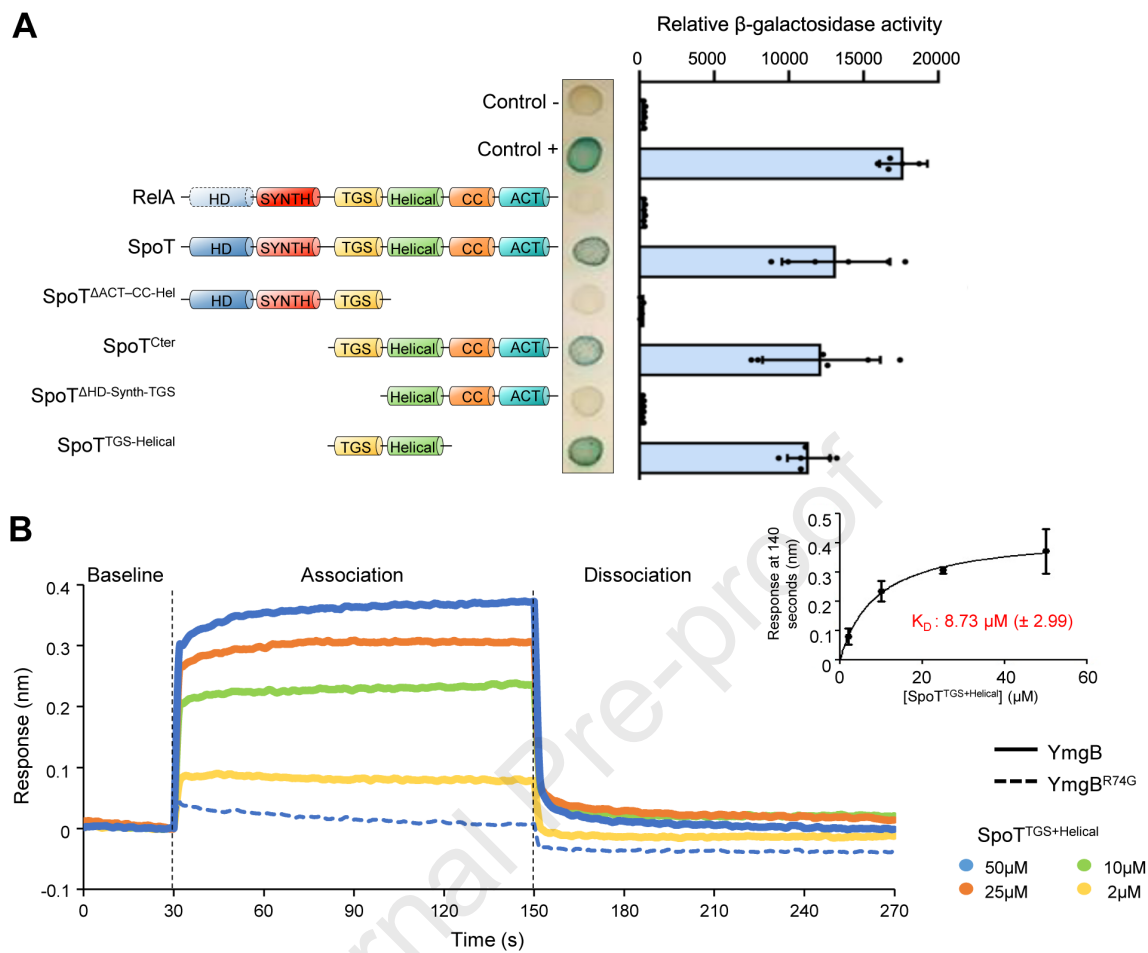 A
Relative β-galactosidase activity
0 5000 10000 15000 20000
Control -
Control +
RelA HD SYNTH TGS Helical CC ACT
SpoT HD SYNTH TGS Helical CC ACT
SpoTΔACT–CC-Hel HD SYNTH TGS
SpoTCter TGS Helical CC ACT
SpoTΔHD-Synth-TGS Helical CC ACT
SpoTTGS-Helical TGS Helical
B
Baseline Association Dissociation
Response (nm)
0.4
0.3
0.2
0.1
0
-0.1
0 30 60 90 120 150 180 210 240 270
Time (s)
Response at 140
seconds (nm)
0.5
0.4
0.3
0.2
0.1
0
KD: 8.73 µM (± 2.99)
0 20 40 60
[SpoTTGS+Helical] (µM)
YmgB
YmgBR74G
SpoTTGS+Helical
50µM 10µM
25µM 2µM
rnal Pre-proof